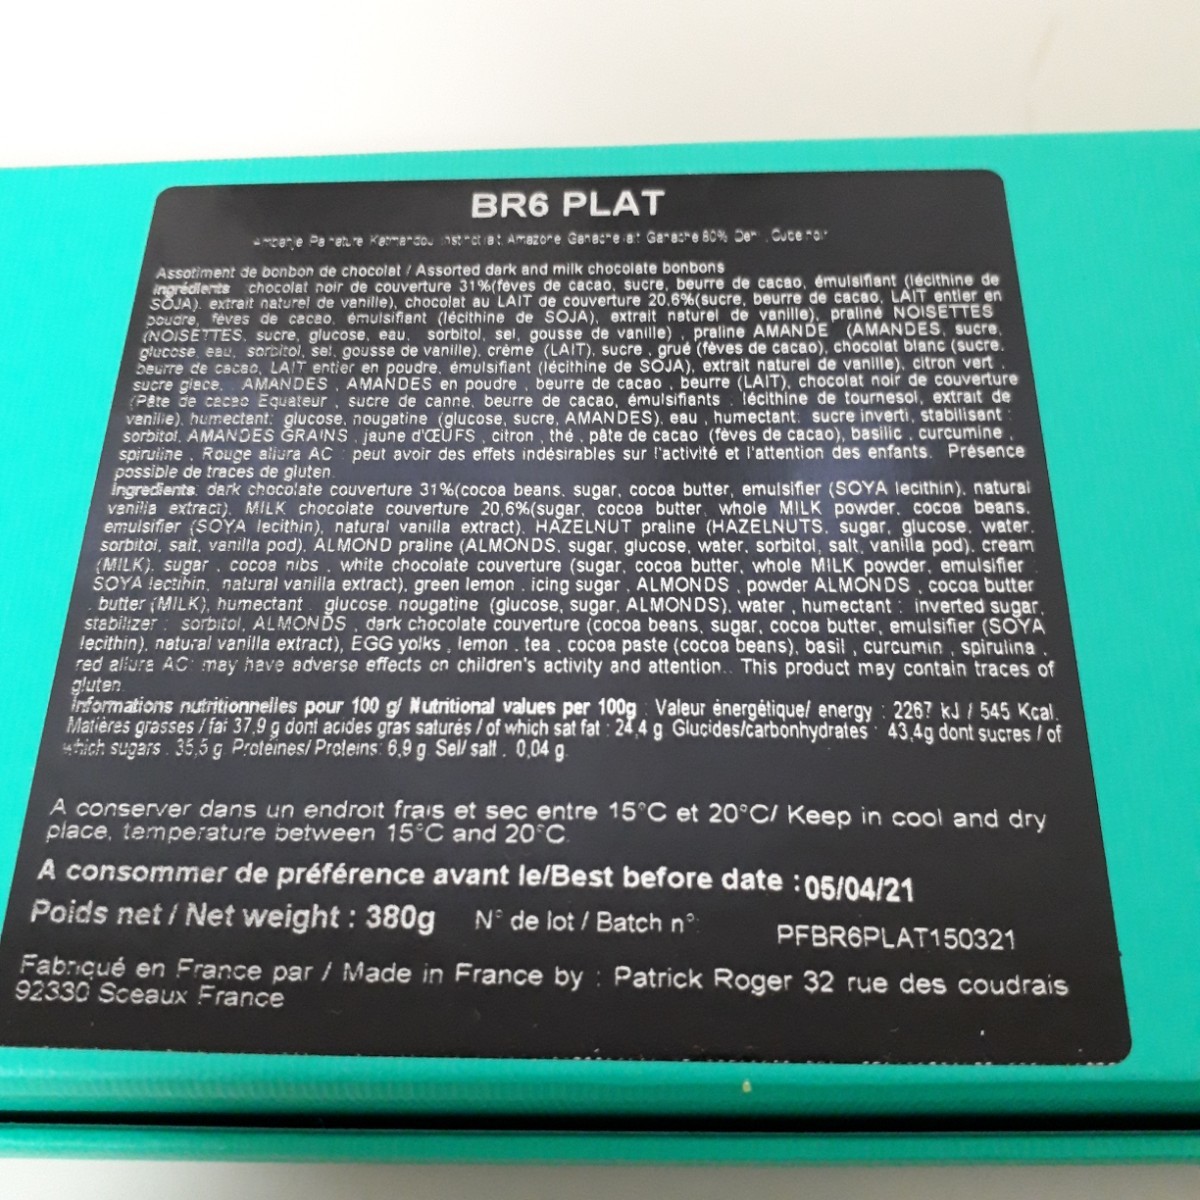 BR6 PLAT
Amazone Ganache lait Ganache 80%
Assotiment de bonbon de chocolat / Assorted dark and milk chocolate bonbons
Ingrédients chocolat noir de couverture 31%(fèves de cacao, sucre, beurre de cacao, émulsifiant (lécithine de
SOJA), extrait naturel de vanille), chocolat au LAIT de couverture 20,6%(sucre, beurre de cacao, LAIT entier en
poudre, fèves de cacao, émulsifiant (lécithine de SOJA), extrait naturel de vanille), praliné NOISETTES
(NOISETTES, sucre, glucose, eau, sorbitol, sel, gousse de vanille) , praline AMANDE (AMANDES, sucre,
glucose, eau, sorbitol, sel, gousse de vanille), crème (LAIT), sucre , grué (fèves de cacao), chocolat blanc (sucre,
beurre de cacao, LAIT entier en poudre, émulsifiant (lécithine de SOJA), extrait naturel de vanille), citron vert ,
sucre glace, AMANDES , AMANDES en poudre , beurre de cacao , beurre (LAIT), chocolat noir de couverture
(Pâte de cacao Equateur , sucre de canne, beurre de cacao, émulsifiants : lécithine de tournesol, extrait de
vanille), humectant: glucose, nougatine (glucose, sucre, AMANDES), eau , humectant: sucre inverti, stabilisant :
sorbitol, AMANDES GRAINS , jaune d'ŒUFS , citron , thé , pâte de cacao (fèves de cacao), basilic , curcumine ,
spiruline , Rouge allura AC : peut avoir des effets indésirables sur l'activité et l'attention des enfants. Présence
possible de traces de gluten.
Ingredients: dark chocolate couverture 31%(cocoa beans, sugar, cocoa butter, emulsifier (SOYA lecithin), natural
vanilla extract), MILK chocolate couverture 20,6%(sugar, cocoa butter, whole MILK powder, cocoa beans,
emulsifier (SOYA lecithin), natural vanilla extract), HAZELNUT praline (HAZELNUTS, sugar, glucose, water,
sorbitol, salt, vanilla pod), ALMOND praline (ALMONDS, sugar, glucose, water, sorbitol, salt, vanilla pod), cream
(MILK), sugar , cocoa nibs , white chocolate couverture (sugar, cocoa butter, whole MILK powder, emulsifier
SOYA lectihin, natural vanilla extract), green lemon , icing sugar , ALMONDS , powder ALMONDS , cocoa butter
, butter (MILK), humectant : glucose, nougatine (glucose, sugar, ALMONDS), water , humectant : inverted sugar,
stabilizer : sorbitol, ALMONDS , dark chocolate couverture (cocoa beans, sugar, cocoa butter, emulsifier (SOYA
lecithin), natural vanilla extract), EGG yolks , lemon , tea , cocoa paste (cocoa beans), basil , curcumin , spirulina ,
red allura AC: may have adverse effects on children's activity and attention.. This product may contain traces of
gluten.
Informations nutritionnelles pour 100 g/ Nutritional values per 100g : Valeur énergétique/ energy : 2267 kJ / 545 Kcal,
Matières grasses / fat 37,9 g dont acides gras saturés / of which sat fat : 24,4 g Glucides/carbonhydrates : 43,4g dont sucres / of
which sugars : 35,5 g Protéines/ Proteins: 6,9 g Sel/ salt : 0,04 g.
A conserver dans un endroit frais et sec entre 15°C et 20°C/ Keep in cool and dry
place, temperature between 15°C and 20°C.
A consommer de préférence avant le/Best before date : 05/04/21
Poids net / Net weight : 380g N° de lot / Batch n°: PFBR6PLAT150321
Fabriqué en France par / Made in France by : Patrick Roger 32 rue des coudrais
92330 Sceaux France